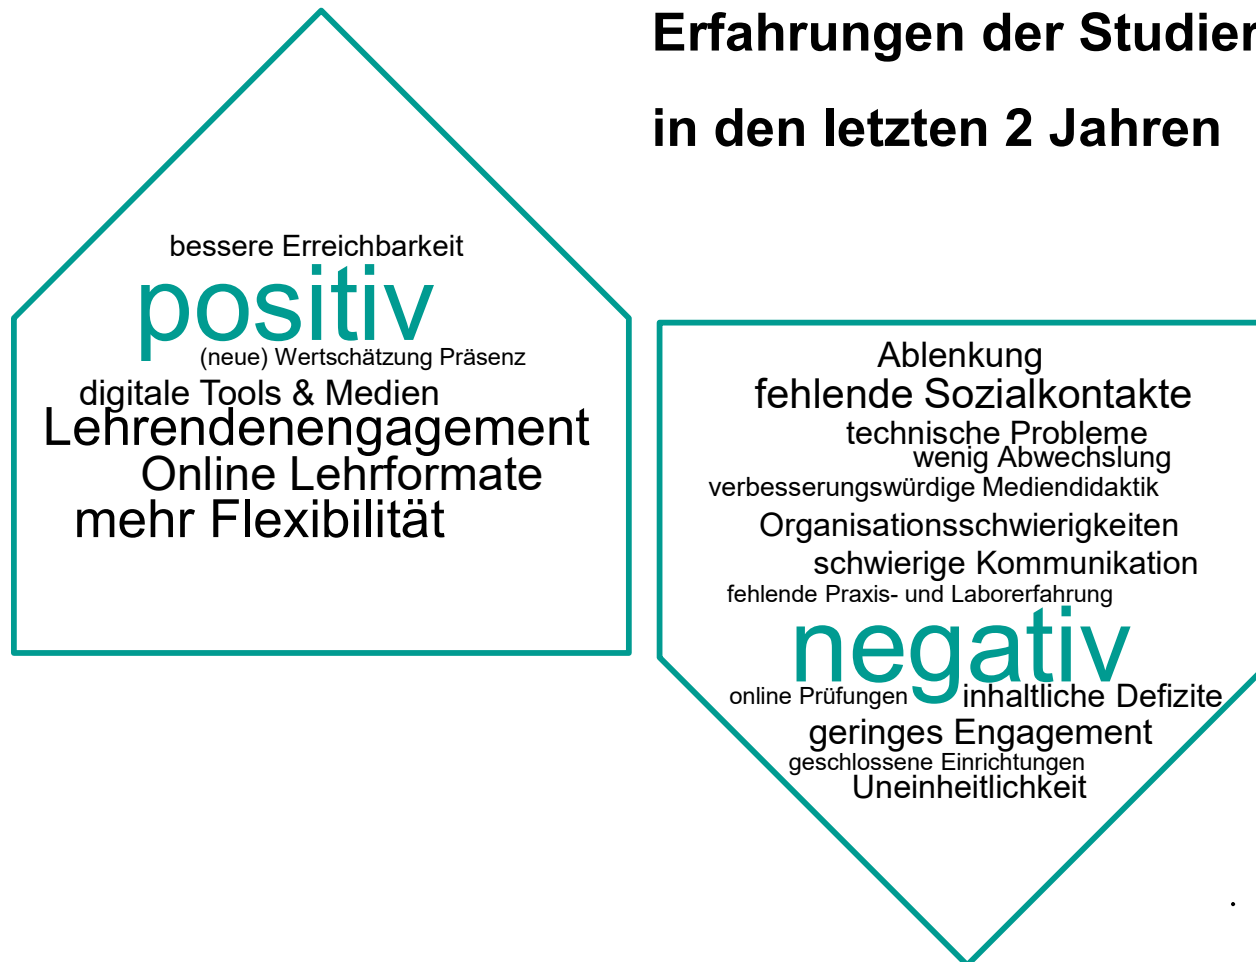 Erfahrungen der Studier
in den letzten 2 Jahren
bessere Erreichbarkeit
positiv
(neue) Wertschätzung Präsenz
digitale Tools & Medien
Lehrendenengagement
Online Lehrformate
mehr Flexibilität
Ablenkung
fehlende Sozialkontakte
technische Probleme
wenig Abwechslung
verbesserungswürdige Mediendidaktik
Organisationsschwierigkeiten
schwierige Kommunikation
fehlende Praxis- und Laborerfahrung
negativ
online Prüfungen
inhaltliche Defizite
geringes Engagement
geschlossene Einrichtungen
Uneinheitlichkeit
.